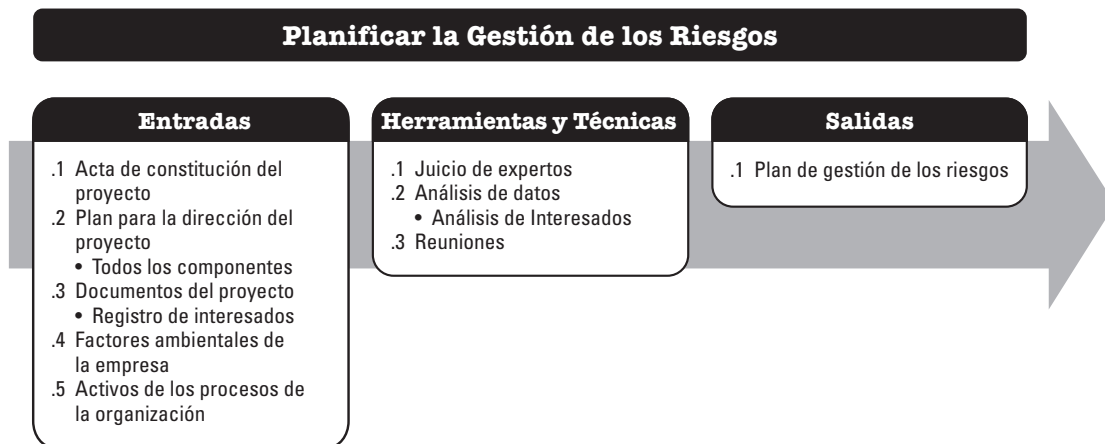 Planificar la Gestión de los Riesgos
Entradas
.1 Acta de constitución del
proyecto
.2 Plan para la dirección del
proyecto
• Todos los componentes
.3 Documentos del proyecto
• Registro de interesados
.4 Factores ambientales de
la empresa
.5 Activos de los procesos de
la organización
Herramientas y Técnicas
.1 Juicio de expertos
.2 Análisis de datos
• Análisis de Interesados
.3 Reuniones
Salidas
.1 Plan de gestión de los riesgos